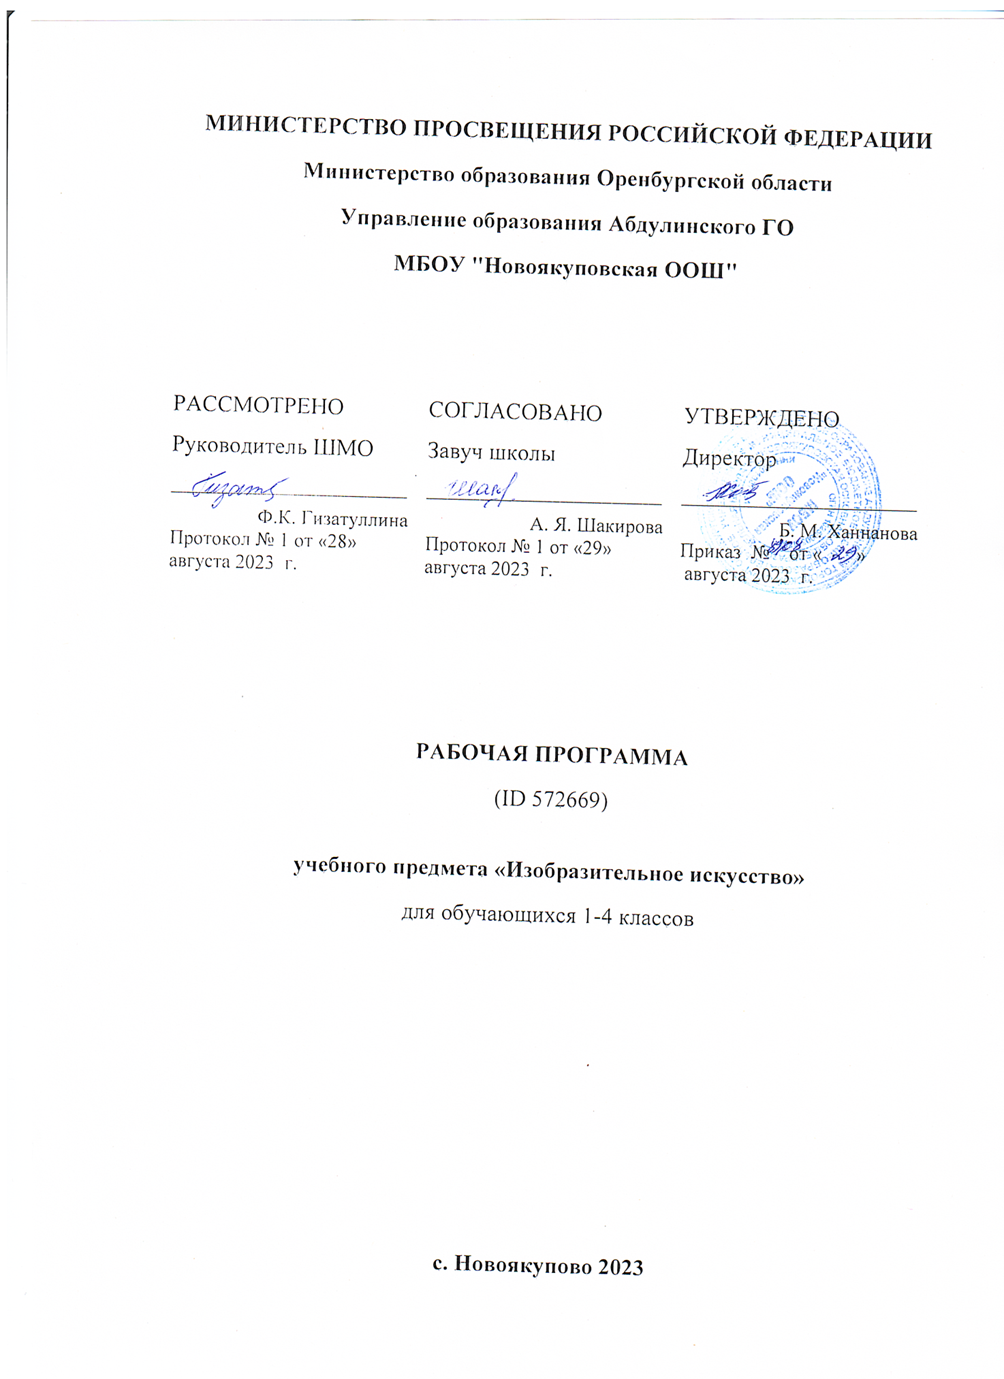 МИНИСТЕРСТВО ПРОСВЕЩЕНИЯ РОССИЙСКОЙ ФЕДЕРАЦИИ
Министерство образования Оренбургской области
Управление образования Абдулинского ГО
МБОУ "Новоякуповская ООШ"
РАССМОТРЕНО
Руководитель ШМО
Ф.К. Гизатуллина
Протокол № 1 от «28»
августа 2023 г.
СОГЛАСОВАНО
Завуч школы
А. Я. Шакирова
Протокол № 1 от «29»
августа 2023 г.
УТВЕРЖДЕНО
Директор
Б. М. Ханнанова
Приказ № от «29»
августа 2023 г.
РАБОЧАЯ ПРОГРАММА
(ID 572669)
учебного предмета «Изобразительное искусство»
для обучающихся 1-4 классов
с. Новоякупово 2023